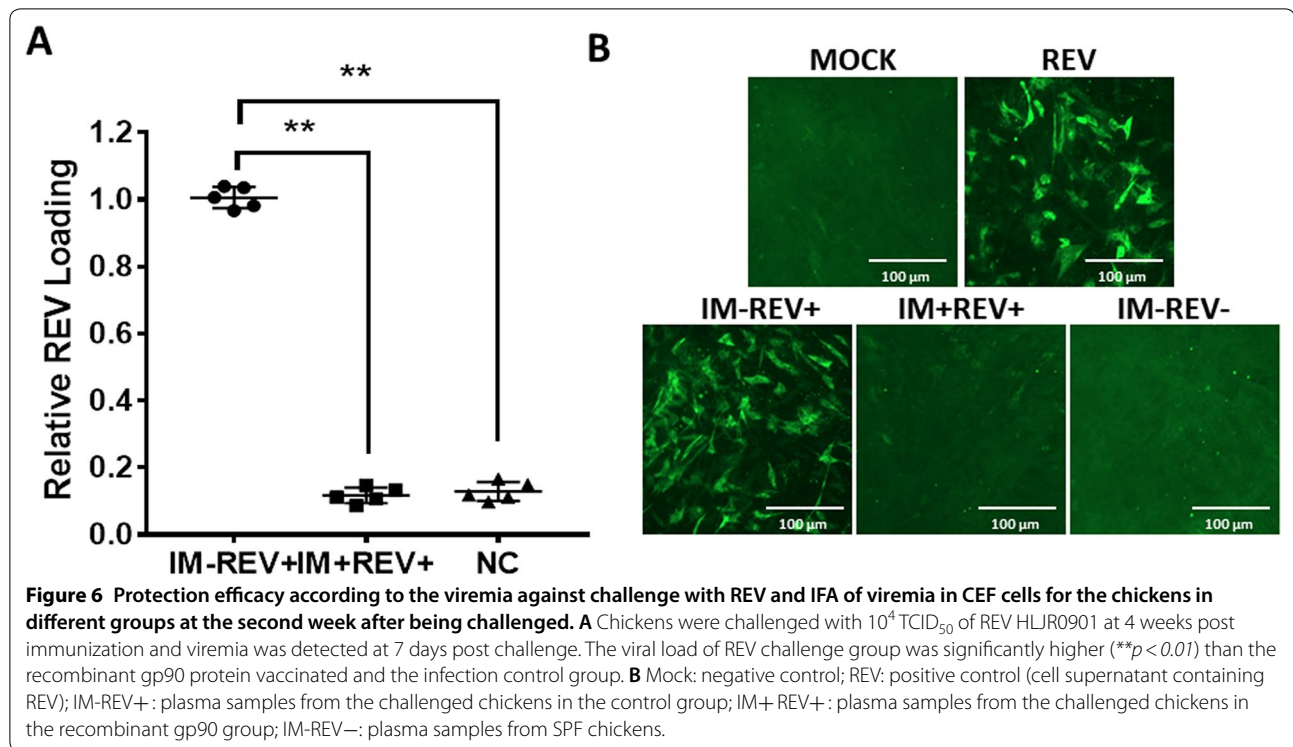 A
**
**
1.2
1.0
0.8
0.6
0.4
0.2
0.0
Relative REV Loading
IM-REV+ IM+REV+ NC
B
MOCK REV
100 µm 100 µm
IM-REV+ IM+REV+ IM-REV-
100 µm 100 µm 100 µm
Figure 6 Protection efficacy according to the viremia against challenge with REV and IFA of viremia in CEF cells for the chickens in
different groups at the second week after being challenged. A Chickens were challenged with 10⁴ TCID₅₀ of REV HLJR0901 at 4 weeks post
immunization and viremia was detected at 7 days post challenge. The viral load of REV challenge group was significantly higher (**p < 0.01) than the
recombinant gp90 protein vaccinated and the infection control group. B Mock: negative control; REV: positive control (cell supernatant containing
REV); IM-REV+: plasma samples from the challenged chickens in the control group; IM+ REV+: plasma samples from the challenged chickens in
the recombinant gp90 group; IM-REV−: plasma samples from SPF chickens.